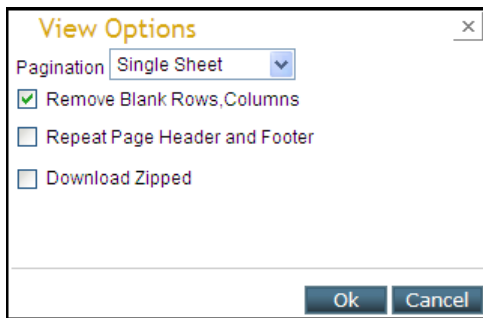 View Options
Pagination Single Sheet
Remove Blank Rows,Columns
Repeat Page Header and Footer
Download Zipped
Ok Cancel